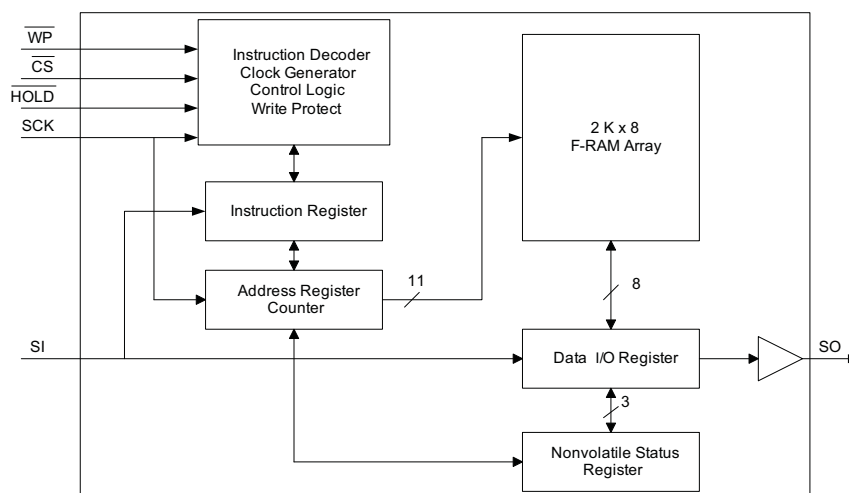 WP
CS
HOLD
SCK
Instruction Decoder
Clock Generator
Control Logic
Write Protect
2 K x 8
F-RAM Array
Instruction Register
Address Register
Counter
11
8
SI
Data I/O Register
SO
3
Nonvolatile Status
Register